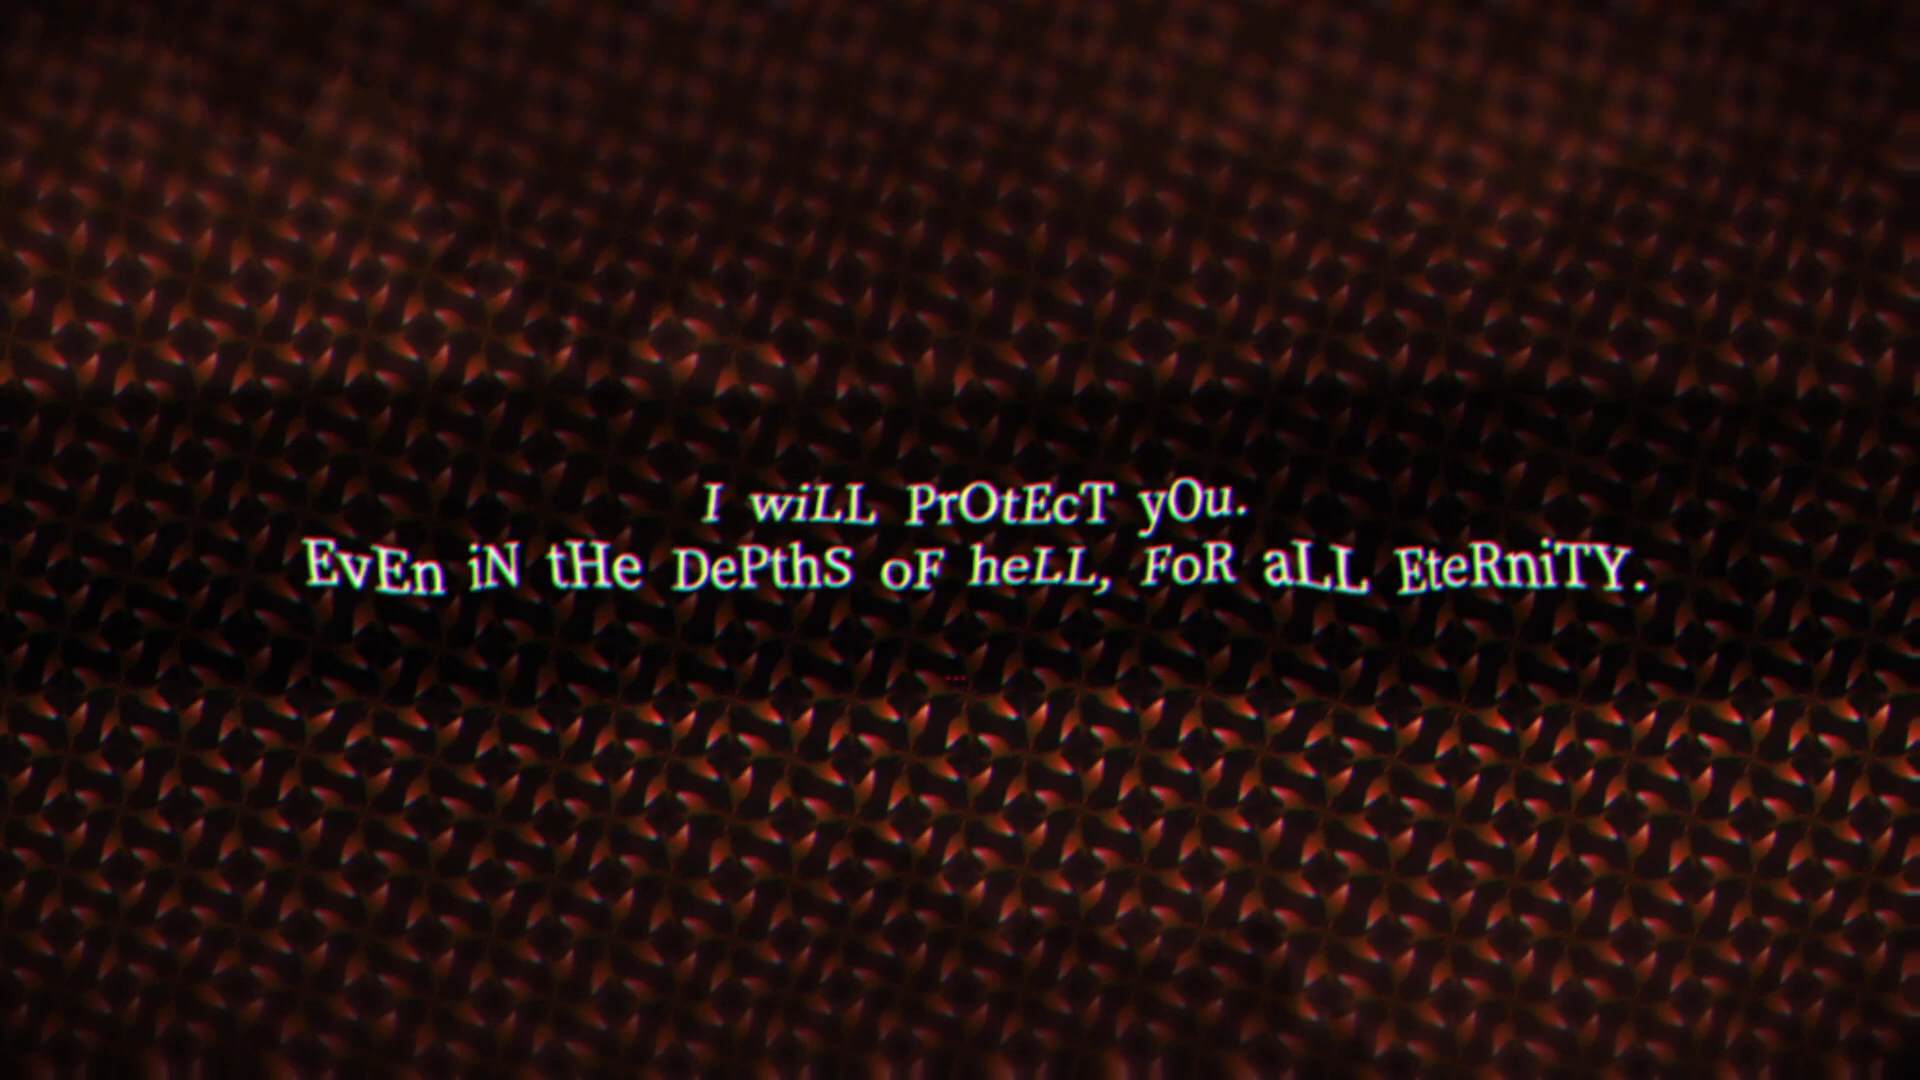 I wiLL PrOtEcT yOu.
EvEn iN tHe DePthS oF heLL, FoR aLL EteRniTY.
...